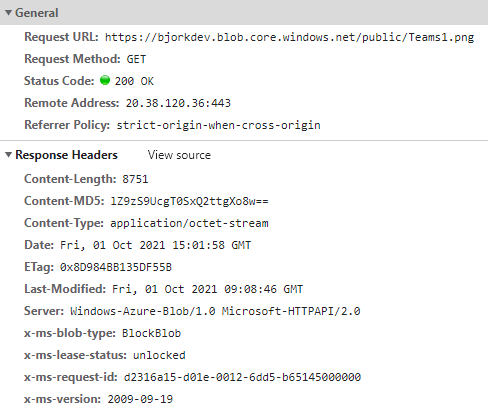 General
Request URL: https://bjorkdev.blob.core.windows.net/public/Teams1.png
Request Method: GET
Status Code: 200 OK
Remote Address: 20.38.120.36:443
Referrer Policy: strict-origin-when-cross-origin
Response Headers View source
Content-Length: 8751
Content-MD5: lZ9zS9UcgT0SxQ2ttgXo8w==
Content-Type: application/octet-stream
Date: Fri, 01 Oct 2021 15:01:58 GMT
ETag: 0x8D984BB135DF55B
Last-Modified: Fri, 01 Oct 2021 09:08:46 GMT
Server: Windows-Azure-Blob/1.0 Microsoft-HTTPAPI/2.0
x-ms-blob-type: BlockBlob
x-ms-lease-status: unlocked
x-ms-request-id: d2316a15-d01e-0012-6dd5-b65145000000
x-ms-version: 2009-09-19